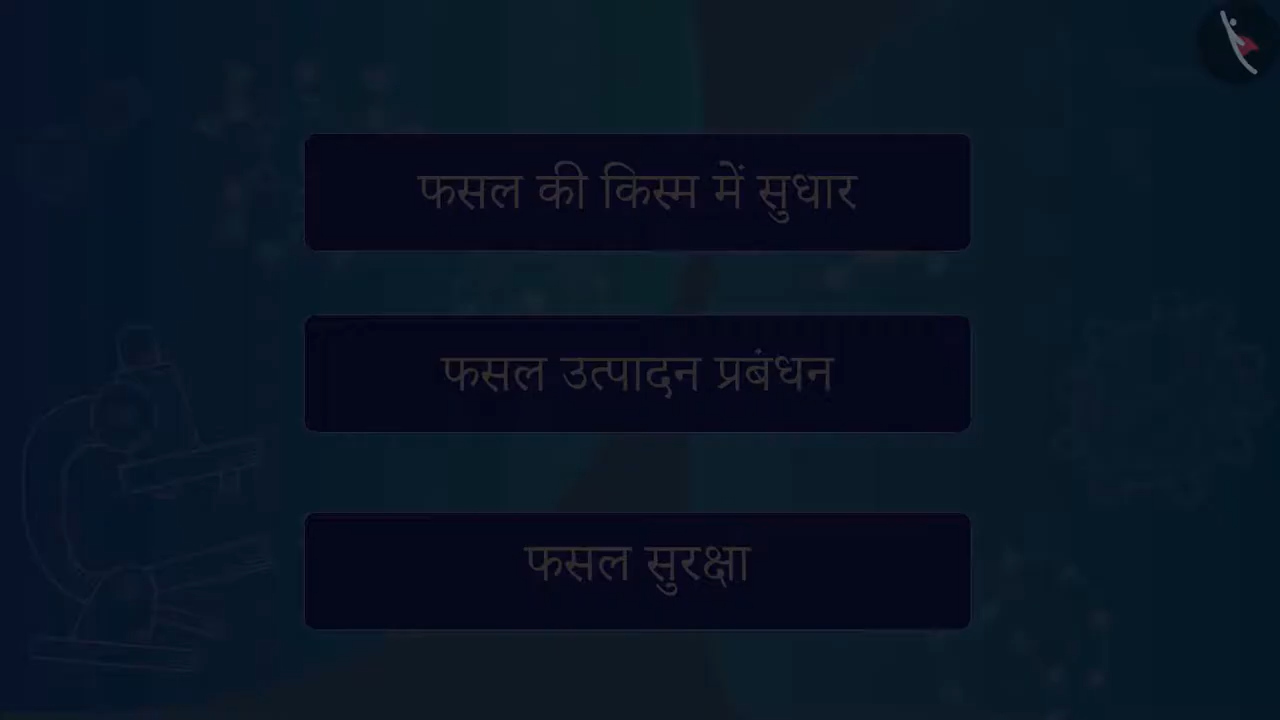 फसल की किस्म में सुधार
फसल उत्पादन प्रबंधन
फसल सुरक्षा